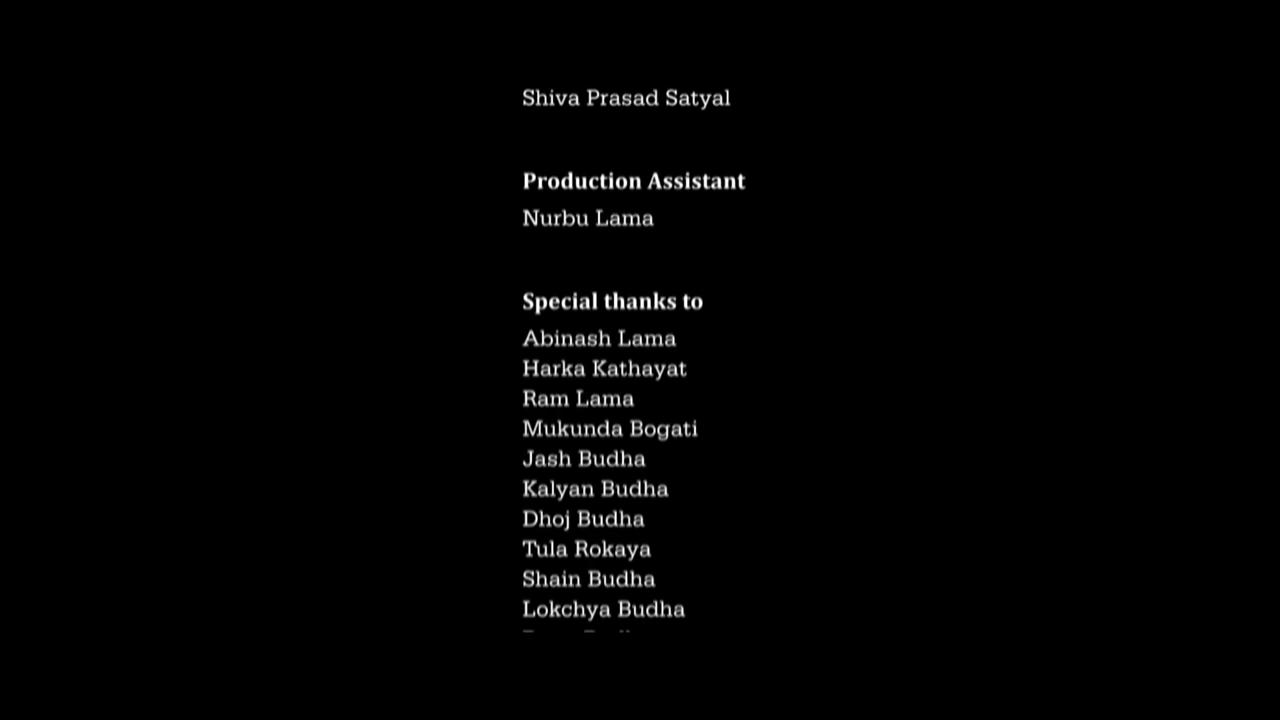 Shiva Prasad Satyal
Production Assistant
Nurbu Lama
Special thanks to
Abinash Lama
Harka Kathayat
Ram Lama
Mukunda Bogati
Jash Budha
Kalyan Budha
Dhoj Budha
Tula Rokaya
Shain Budha
Lokchya Budha